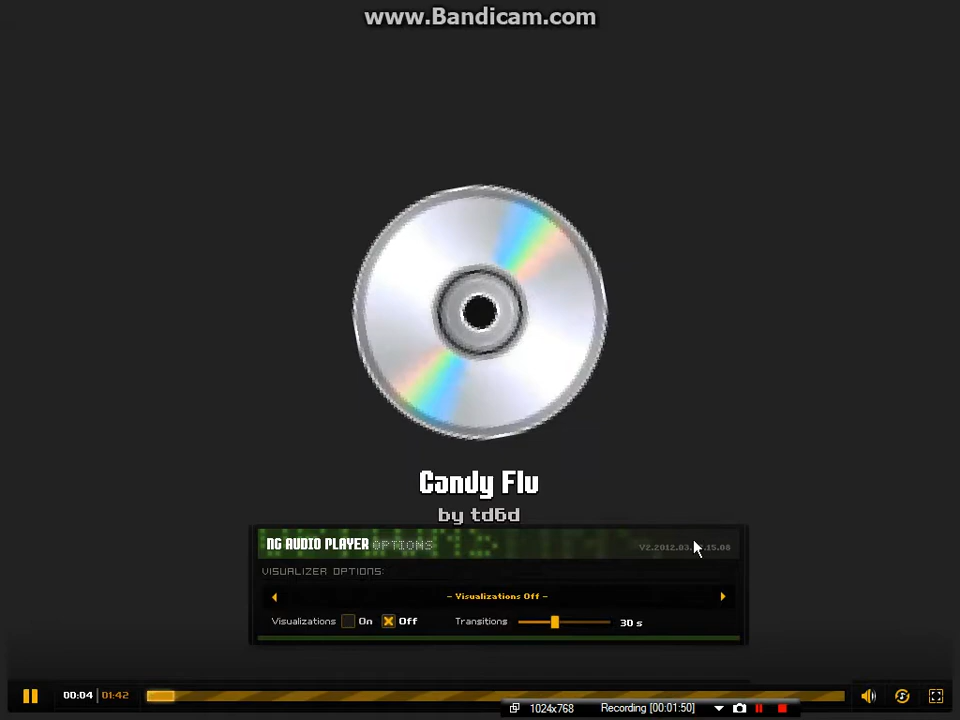 www.Bandicam.com
Candy Flu
by td6d
NG AUDIO PLAYER OPTIONS
VISUALIZER OPTIONS:
– Visualizations Off –
Visualizations On Off Transitions 30 s
00:04 | 01:42
1024x768 Recording [00:01:50]